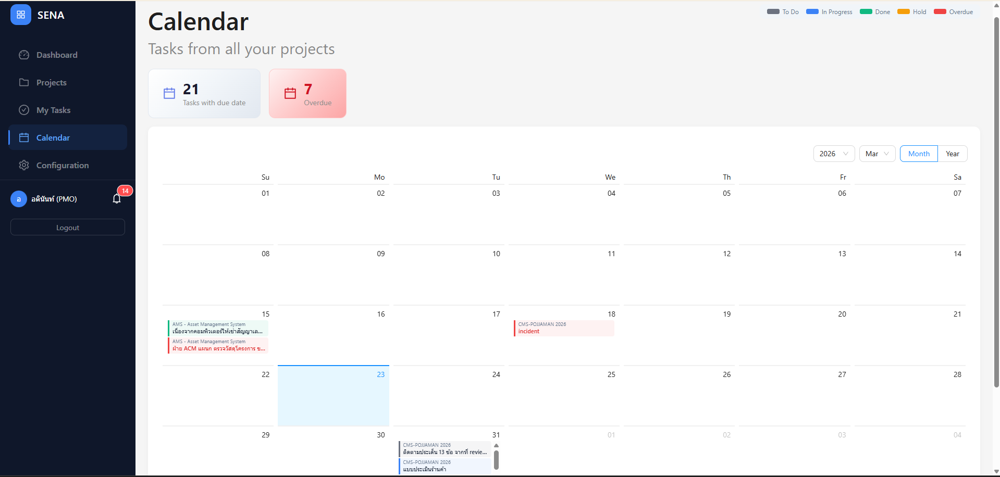 SENA
Dashboard
Projects
My Tasks
Calendar
Configuration
14
อ
อดินันท์ (PMO)
Logout
Calendar
Tasks from all your projects
To Do
In Progress
Done
Hold
Overdue
21
Tasks with due date
7
Overdue
2026
Mar
Month
Year
Su Mo Tu We Th Fr Sa
01 02 03 04 05 06 07
08 09 10 11 12 13 14
15 16 17 18 19 20 21
AMS - Asset Management System
เนื่องจากคอมพิวเตอร์ให้เช่าสัญญาเล...
AMS - Asset Management System
ฝ่าย ACM แผนก ตรวจวัสดุโครงการ ข...
CMS-POJJAMAN 2026
incident
22 23 24 25 26 27 28
29 30 31 01 02 03 04
CMS-POJJAMAN 2026
ติดตามประเด็น 13 ข้อ จากที่ revie...
CMS-POJJAMAN 2026
แบบประเมินร้านค้า